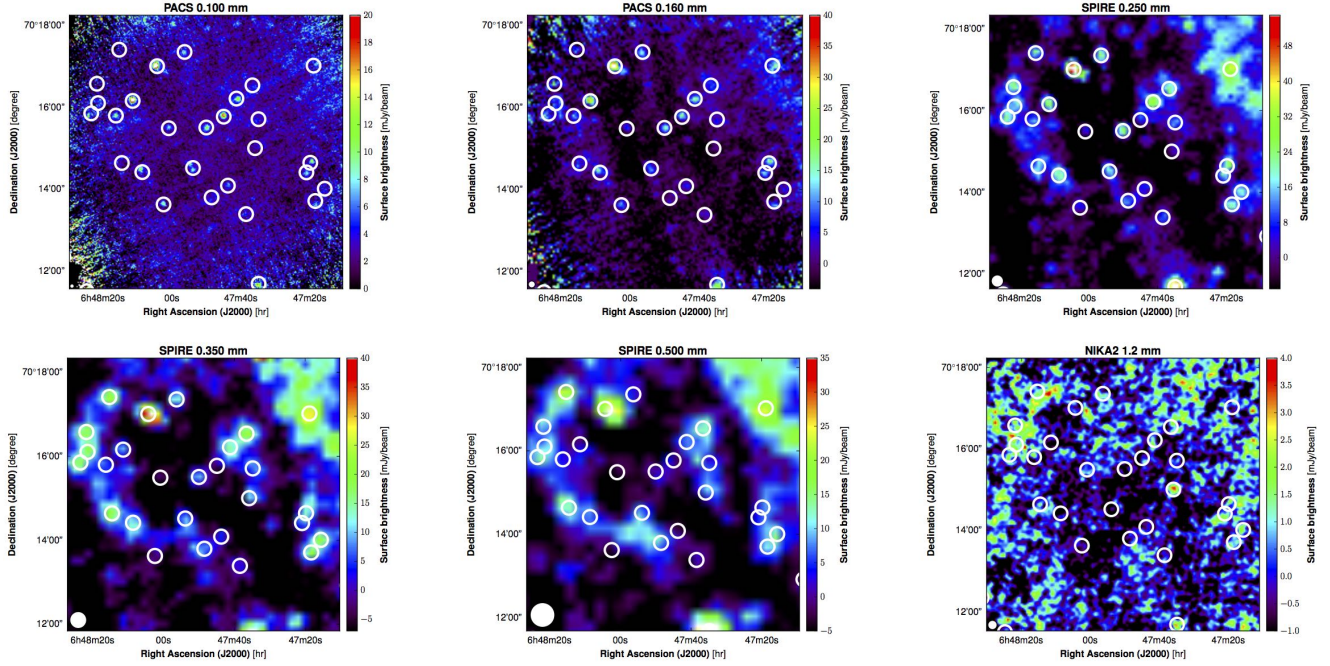 PACS 0.100 mm
70°18'00"
16'00"
14'00"
12'00"
Declination (J2000) [degree]
6h48m20s 00s 47m40s 47m20s
Right Ascension (J2000) [hr]
20
18
16
14
12
10
8
6
4
2
0
Surface brightness [mJy/beam]
PACS 0.160 mm
70°18'00"
16'00"
14'00"
12'00"
Declination (J2000) [degree]
6h48m20s 00s 47m40s 47m20s
Right Ascension (J2000) [hr]
40
36
32
28
24
20
16
12
8
4
0
Surface brightness [mJy/beam]
SPIRE 0.250 mm
70°18'00"
16'00"
14'00"
12'00"
Declination (J2000) [degree]
6h48m20s 00s 47m40s 47m20s
Right Ascension (J2000) [hr]
48
40
32
24
16
8
0
Surface brightness [mJy/beam]
SPIRE 0.350 mm
70°18'00"
16'00"
14'00"
12'00"
Declination (J2000) [degree]
6h48m20s 00s 47m40s 47m20s
Right Ascension (J2000) [hr]
40
35
30
25
20
15
10
5
0
−5
Surface brightness [mJy/beam]
SPIRE 0.500 mm
70°18'00"
16'00"
14'00"
12'00"
Declination (J2000) [degree]
6h48m20s 00s 47m40s 47m20s
Right Ascension (J2000) [hr]
35
30
25
20
15
10
5
0
−5
Surface brightness [mJy/beam]
NIKA2 1.2 mm
70°18'00"
16'00"
14'00"
12'00"
Declination (J2000) [degree]
6h48m20s 00s 47m40s 47m20s
Right Ascension (J2000) [hr]
4.0
3.5
3.0
2.5
2.0
1.5
1.0
0.5
0.0
−0.5
−1.0
Surface brightness [mJy/beam]